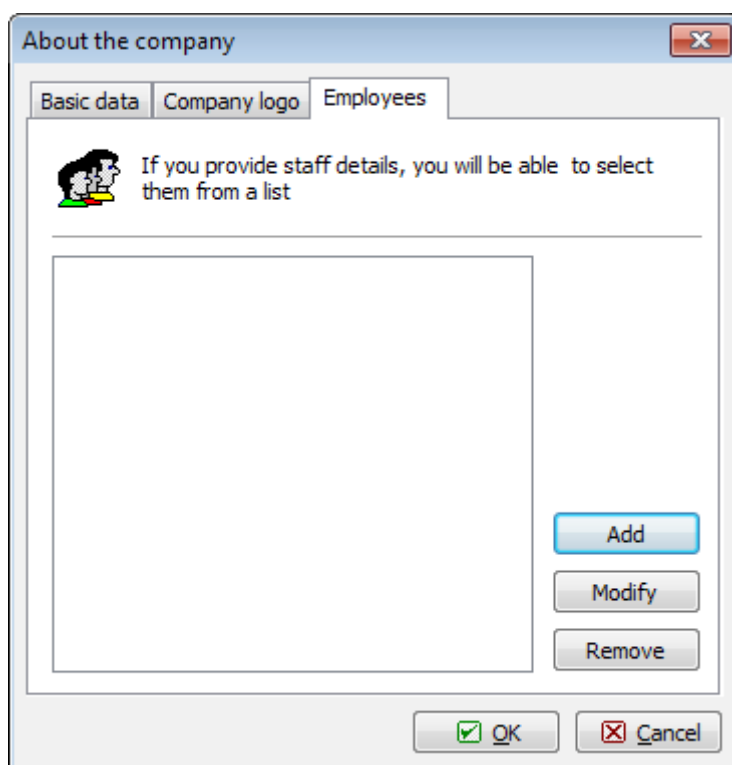 About the company
Basic data Company logo Employees
If you provide staff details, you will be able  to select
them from a list
Add
Modify
Remove
OK Cancel